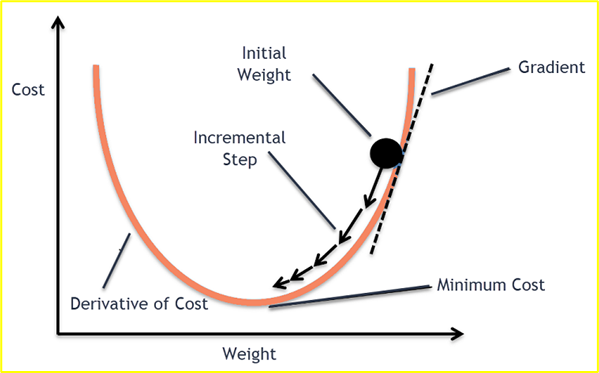 Initial
Weight
Gradient
Cost
Incremental
Step
Derivative of Cost
Minimum Cost
Weight